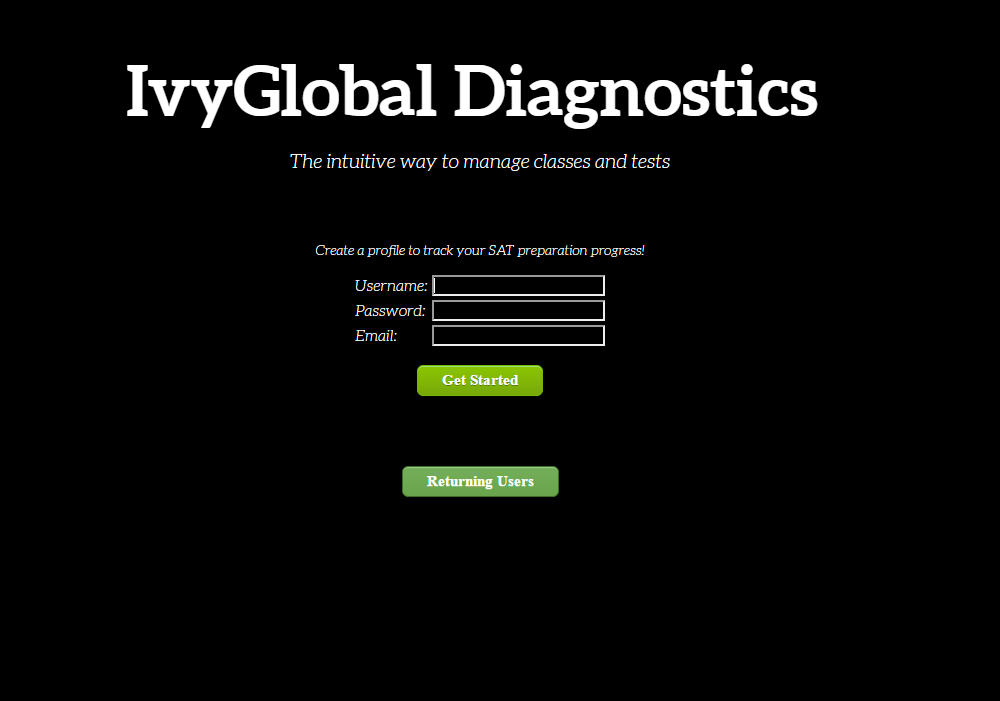 IvyGlobal Diagnostics
The intuitive way to manage classes and tests
Create a profile to track your SAT preparation progress!
Username:
Password:
Email:
Get Started
Returning Users